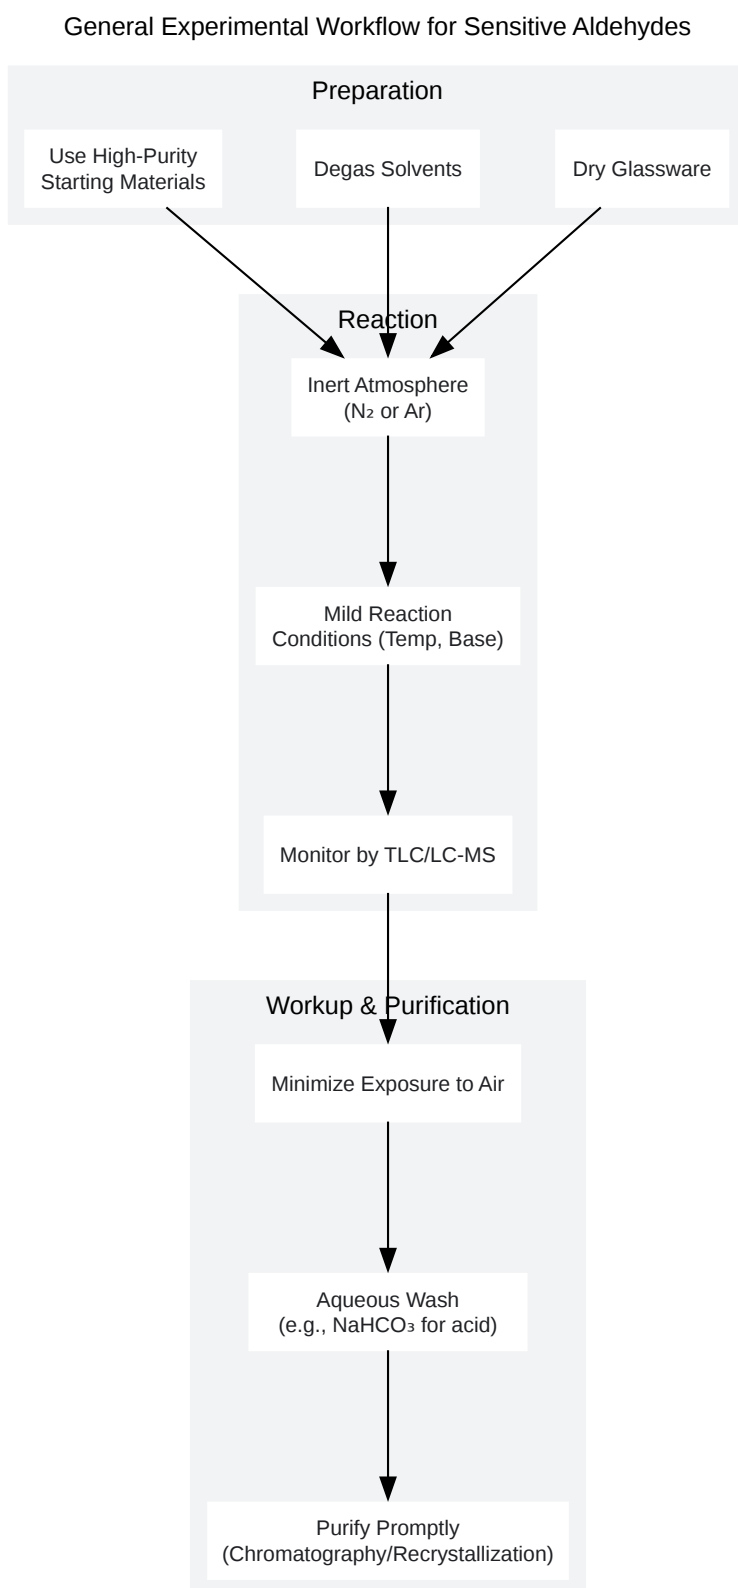 General Experimental Workflow for Sensitive Aldehydes
Preparation
Use High-Purity
Starting Materials
Degas Solvents
Dry Glassware
Reaction
Inert Atmosphere
(N₂ or Ar)
Mild Reaction
Conditions (Temp, Base)
Monitor by TLC/LC-MS
Workup & Purification
Minimize Exposure to Air
Aqueous Wash
(e.g., NaHCO₃ for acid)
Purify Promptly
(Chromatography/Recrystallization)